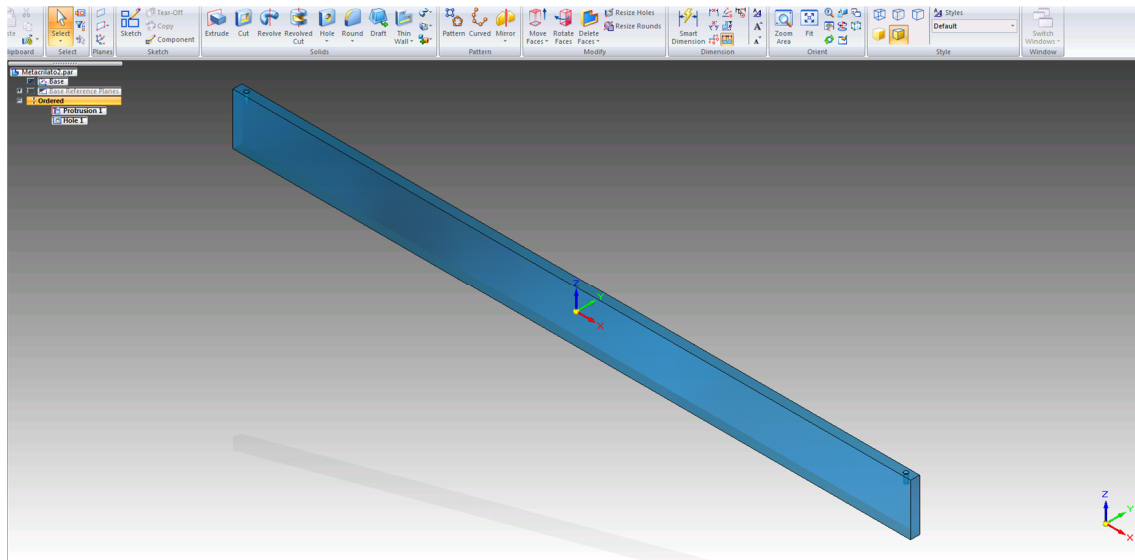 Tear-Off
Copy
Component
Select
Sketch
Extrude Cut Revolve Revolved Cut Hole Round Draft Thin Wall
Pattern Curved Mirror
Move Faces Rotate Faces Delete Faces
Resize Holes
Resize Rounds
Smart Dimension
Zoom Area Fit
Styles
Default
Switch Windows
Select Planes Sketch Solids Pattern Modify Dimension Orient Style Window
Metacrilato2.par
Base
Base Reference Planes
Ordered
Protrusion 1
Hole 1
Z
Y
X
Z
Y
X